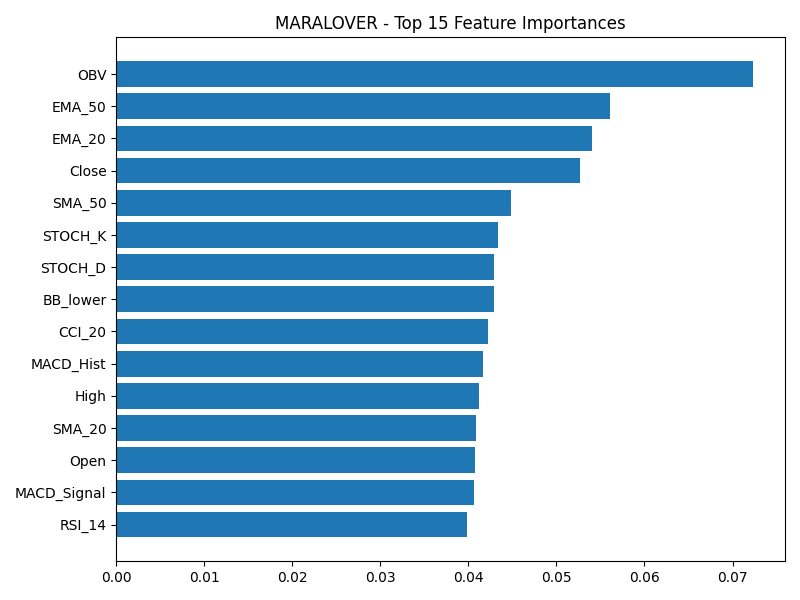 MARALOVER - Top 15 Feature Importances
OBV
EMA_50
EMA_20
Close
SMA_50
STOCH_K
STOCH_D
BB_lower
CCI_20
MACD_Hist
High
SMA_20
Open
MACD_Signal
RSI_14
0.00 0.01 0.02 0.03 0.04 0.05 0.06 0.07